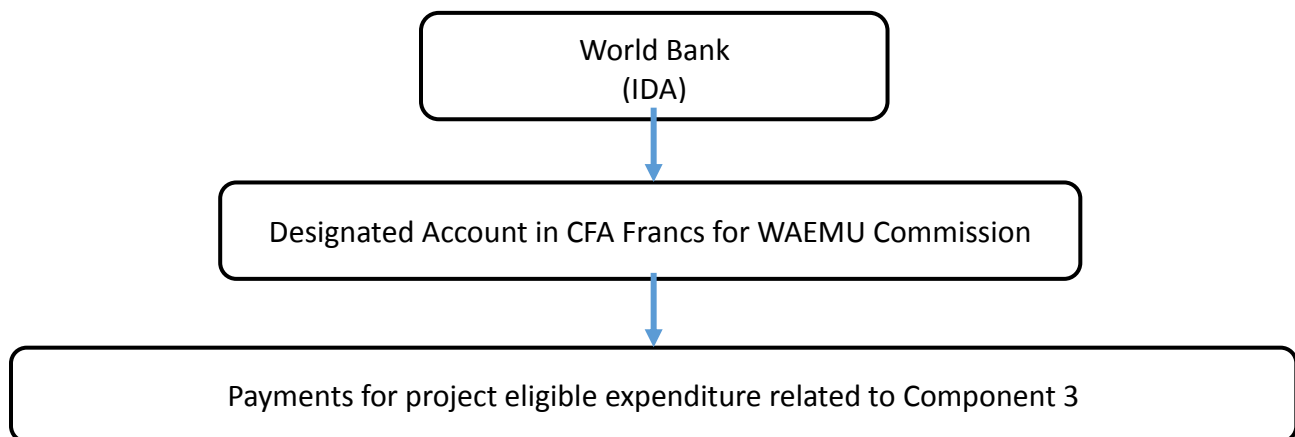 World Bank
(IDA)
Designated Account in CFA Francs for WAEMU Commission
Payments for project eligible expenditure related to Component 3